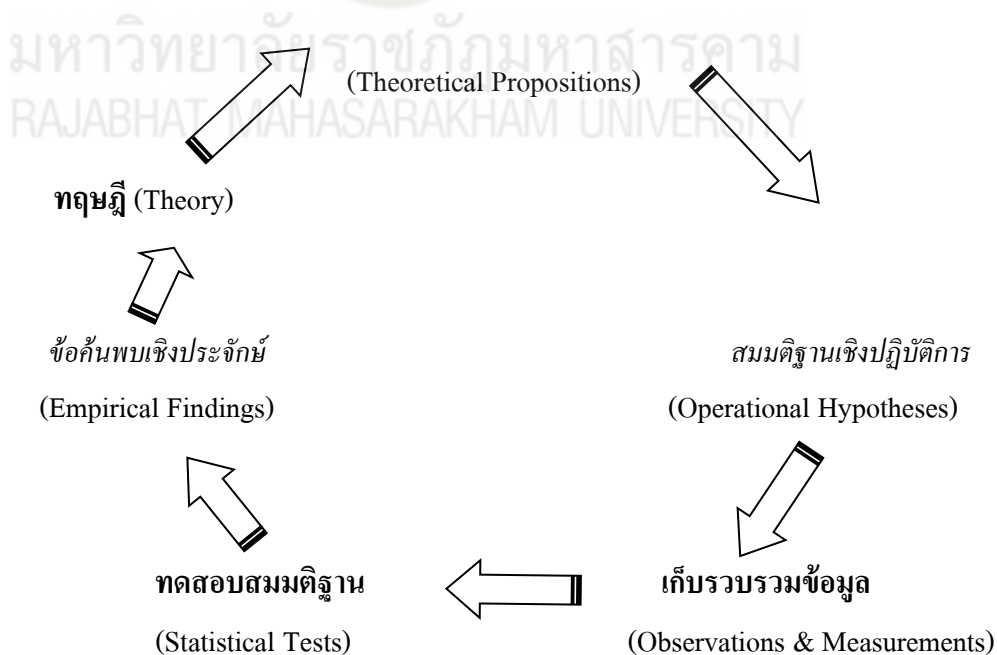 มหาวิทยาลัยราชภัฏมหาสารคาม
RAJABHAT MAHASARAKHAM UNIVERSITY
(Theoretical Propositions)
ทฤษฎี (Theory)
ข้อค้นพบเชิงประจักษ์
(Empirical Findings)
สมมติฐานเชิงปฏิบัติการ
(Operational Hypotheses)
ทดสอบสมมติฐาน
(Statistical Tests)
เก็บรวบรวมข้อมูล
(Observations & Measurements)